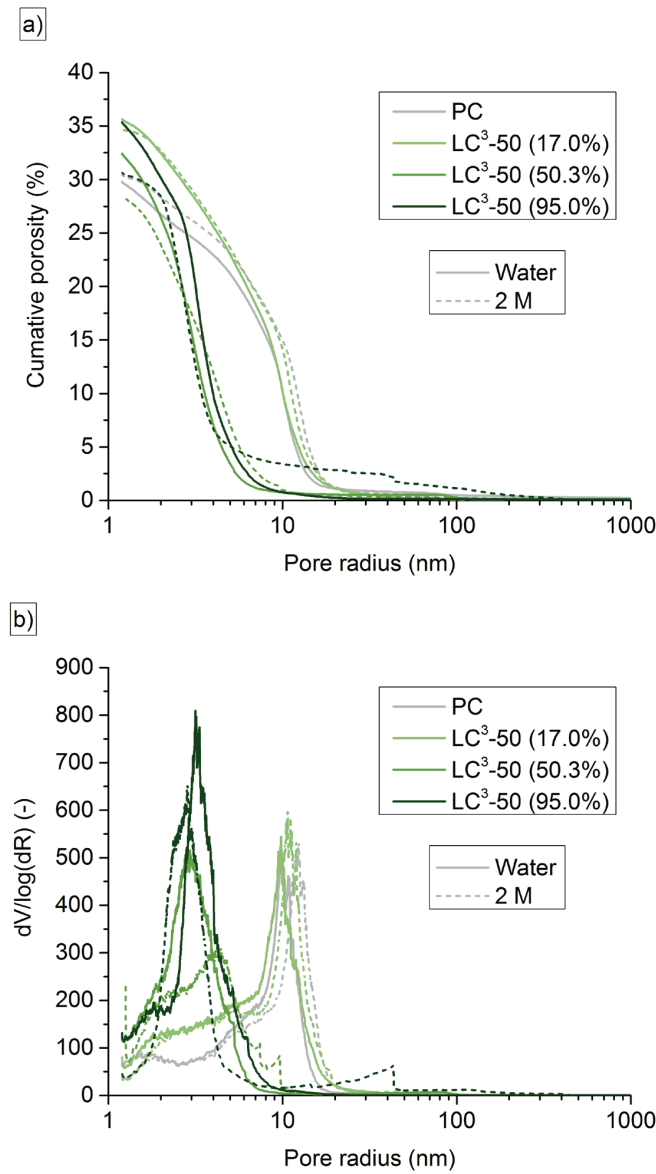 a)
40
35
30
25
20
15
10
5
0
Cumative porosity (%)
PC
LC³-50 (17.0%)
LC³-50 (50.3%)
LC³-50 (95.0%)
Water
2 M
1
10
100
1000
Pore radius (nm)
b)
900
800
700
600
500
400
300
200
100
0
dV/log(dR) (-)
PC
LC³-50 (17.0%)
LC³-50 (50.3%)
LC³-50 (95.0%)
Water
2 M
1
10
100
1000
Pore radius (nm)